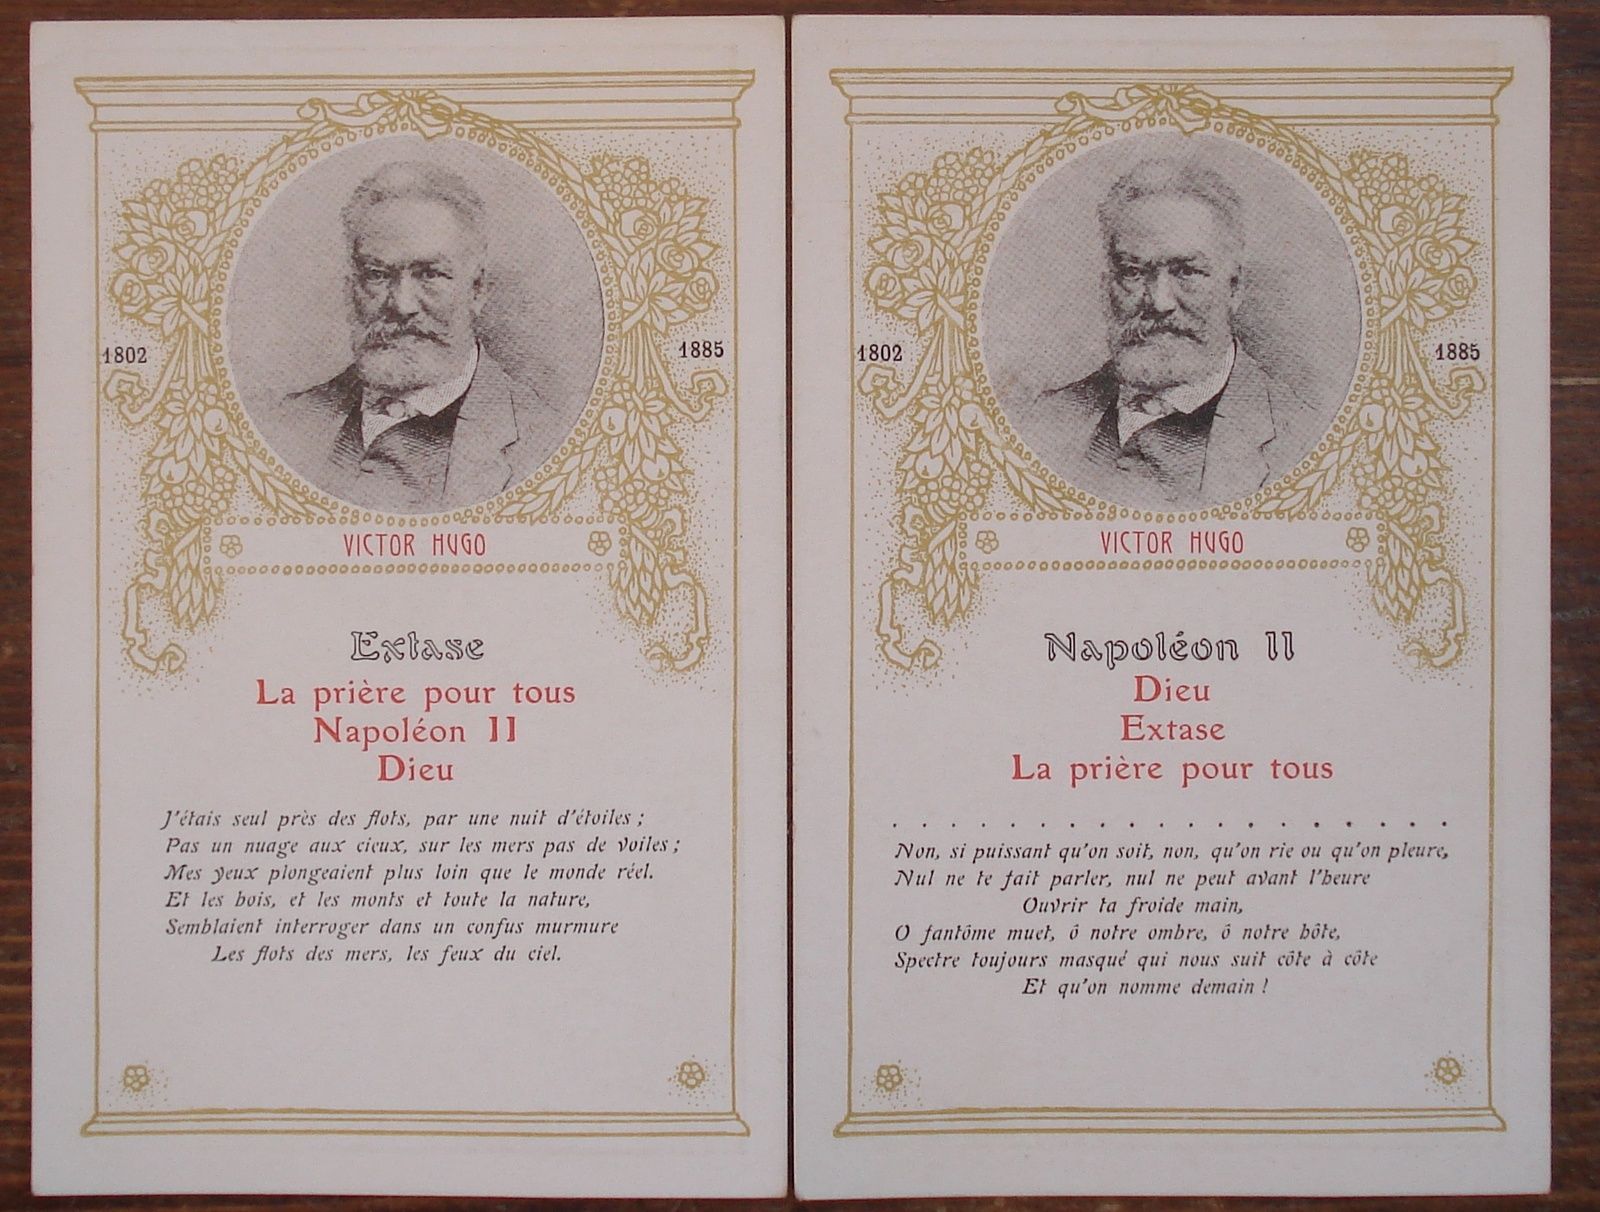 1802
1885
VICTOR HUGO
Extase
La prière pour tous
Napoléon II
Dieu
J'étais seul près des flots, par une nuit d'étoiles ;
Pas un nuage aux cieux, sur les mers pas de voiles ;
Mes yeux plongeaient plus loin que le monde réel.
Et les bois, et les monts et toute la nature,
Semblaient interroger dans un confus murmure
Les flots des mers, les feux du ciel.
1802
1885
VICTOR HUGO
Napoléon II
Dieu
Extase
La prière pour tous
. . . . . . . . . . . . . . . . . . . .
Non, si puissant qu'on soit, non, qu'on rie ou qu'on pleure,
Nul ne te fait parler, nul ne peut avant l'heure
Ouvrir ta froide main,
O fantôme muet, ô notre ombre, ô notre hôte,
Spectre toujours masqué qui nous suit côte à côte
Et qu'on nomme demain !